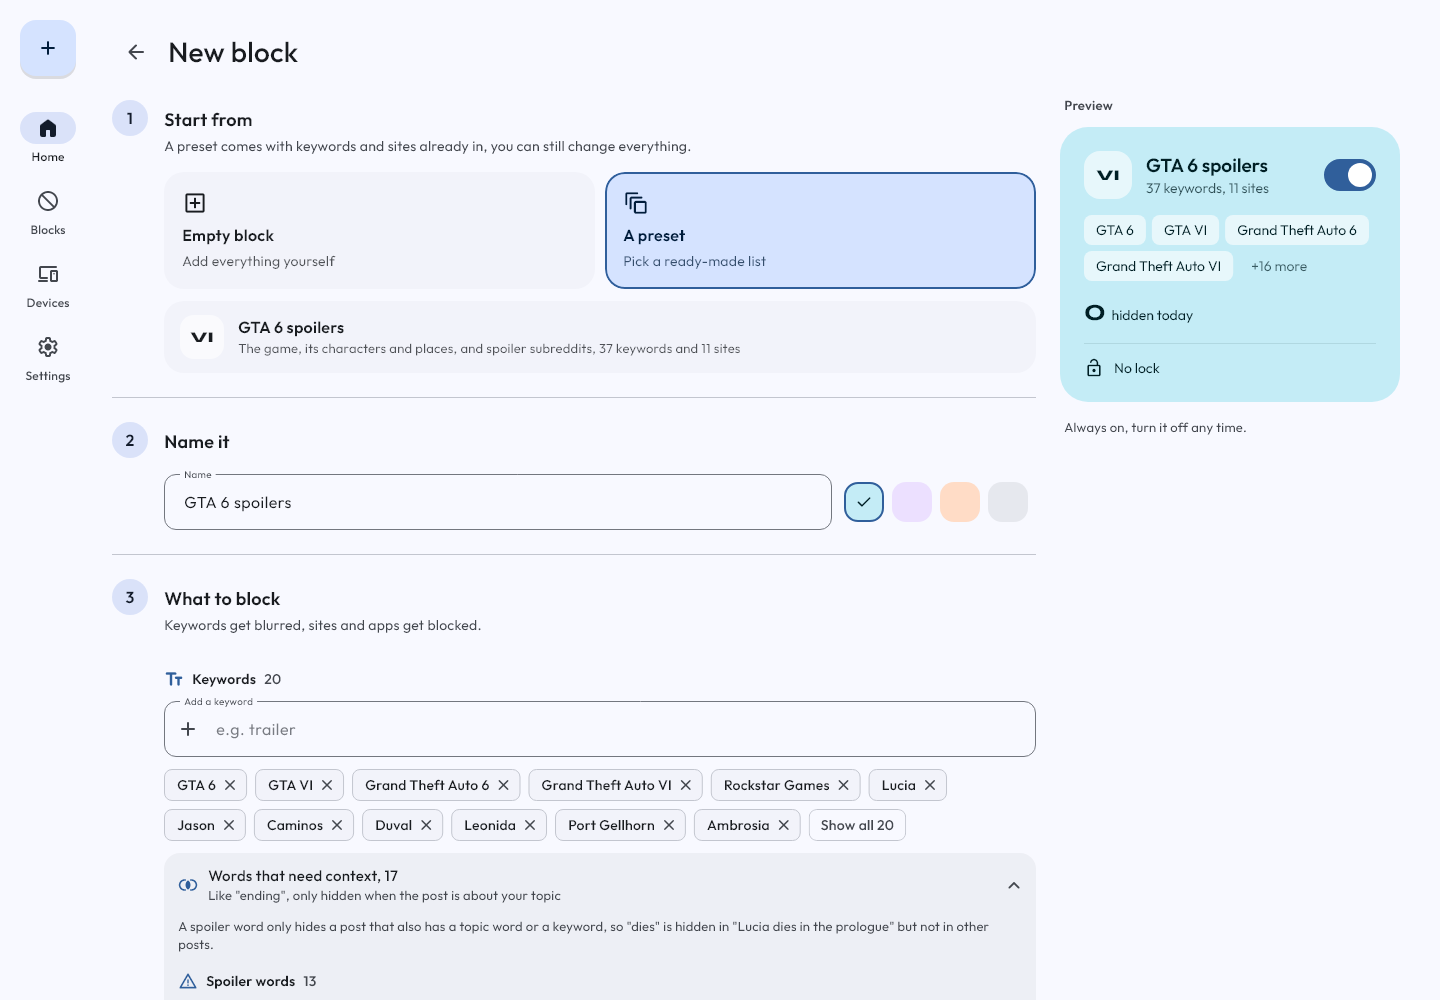 New block
Home
Blocks
Devices
Settings
1
Start from
A preset comes with keywords and sites already in, you can still change everything.
Empty block
Add everything yourself
A preset
Pick a ready-made list
VI
GTA 6 spoilers
The game, its characters and places, and spoiler subreddits, 37 keywords and 11 sites
2
Name it
Name
GTA 6 spoilers
3
What to block
Keywords get blurred, sites and apps get blocked.
Keywords 20
Add a keyword
e.g. trailer
GTA 6
GTA VI
Grand Theft Auto 6
Grand Theft Auto VI
Rockstar Games
Lucia
Jason
Caminos
Duval
Leonida
Port Gellhorn
Ambrosia
Show all 20
Words that need context, 17
Like "ending", only hidden when the post is about your topic
A spoiler word only hides a post that also has a topic word or a keyword, so "dies" is hidden in "Lucia dies in the prologue" but not in other
posts.
Spoiler words 13
Preview
VI
GTA 6 spoilers
37 keywords, 11 sites
GTA 6
GTA VI
Grand Theft Auto 6
Grand Theft Auto VI
+16 more
0 hidden today
No lock
Always on, turn it off any time.